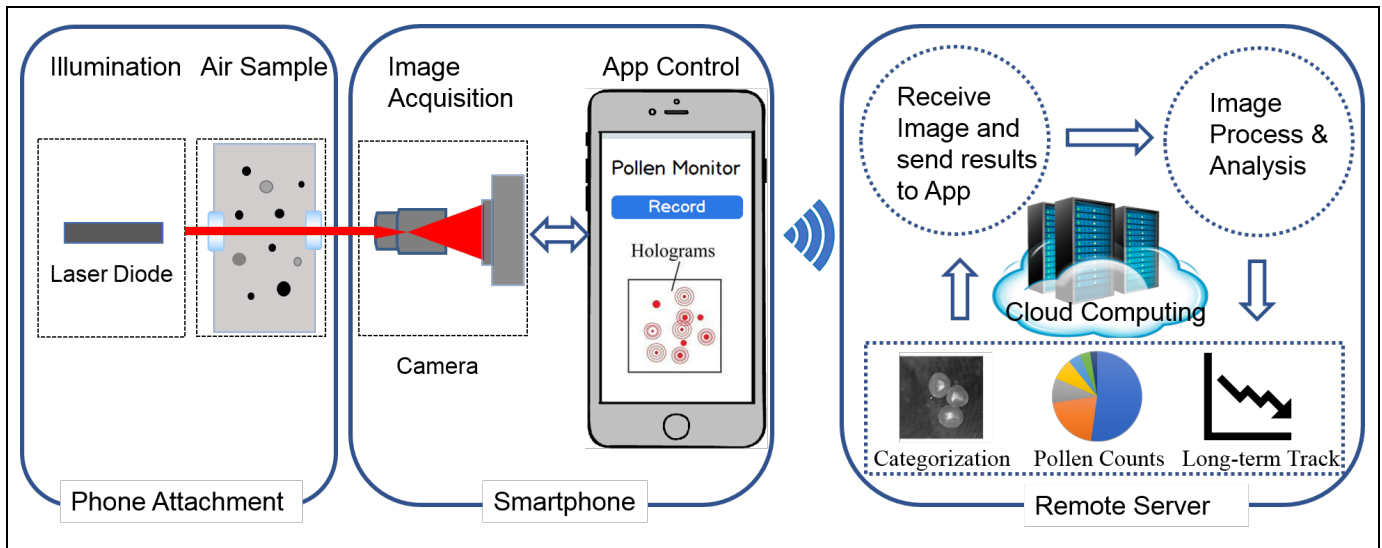 Illumination
Air Sample
Laser Diode
Phone Attachment
Image
Acquisition
Camera
App Control
Pollen Monitor
Record
Holograms
Smartphone
Receive
Image and
send results
to App
Image
Process &
Analysis
Cloud Computing
Categorization
Pollen Counts
Long-term Track
Remote Server